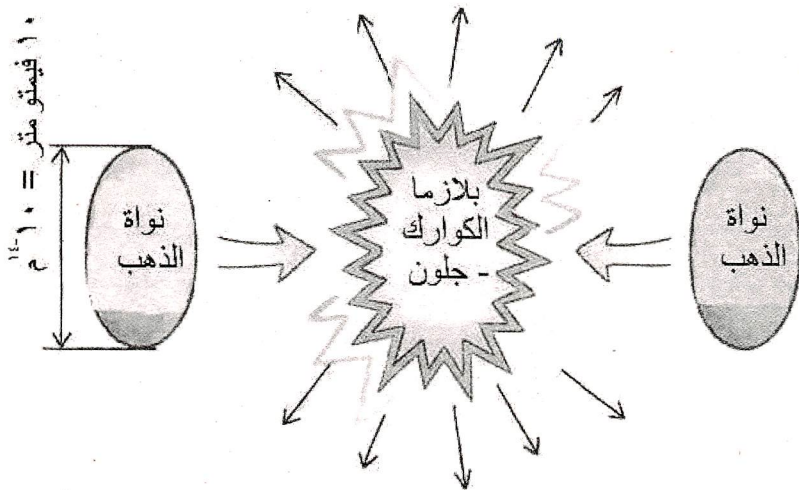 ١٠ فيمتو متر = ١٠⁻¹⁴ م
نواة
الذهب
بلازما
الكوارك
- جلون
نواة
الذهب